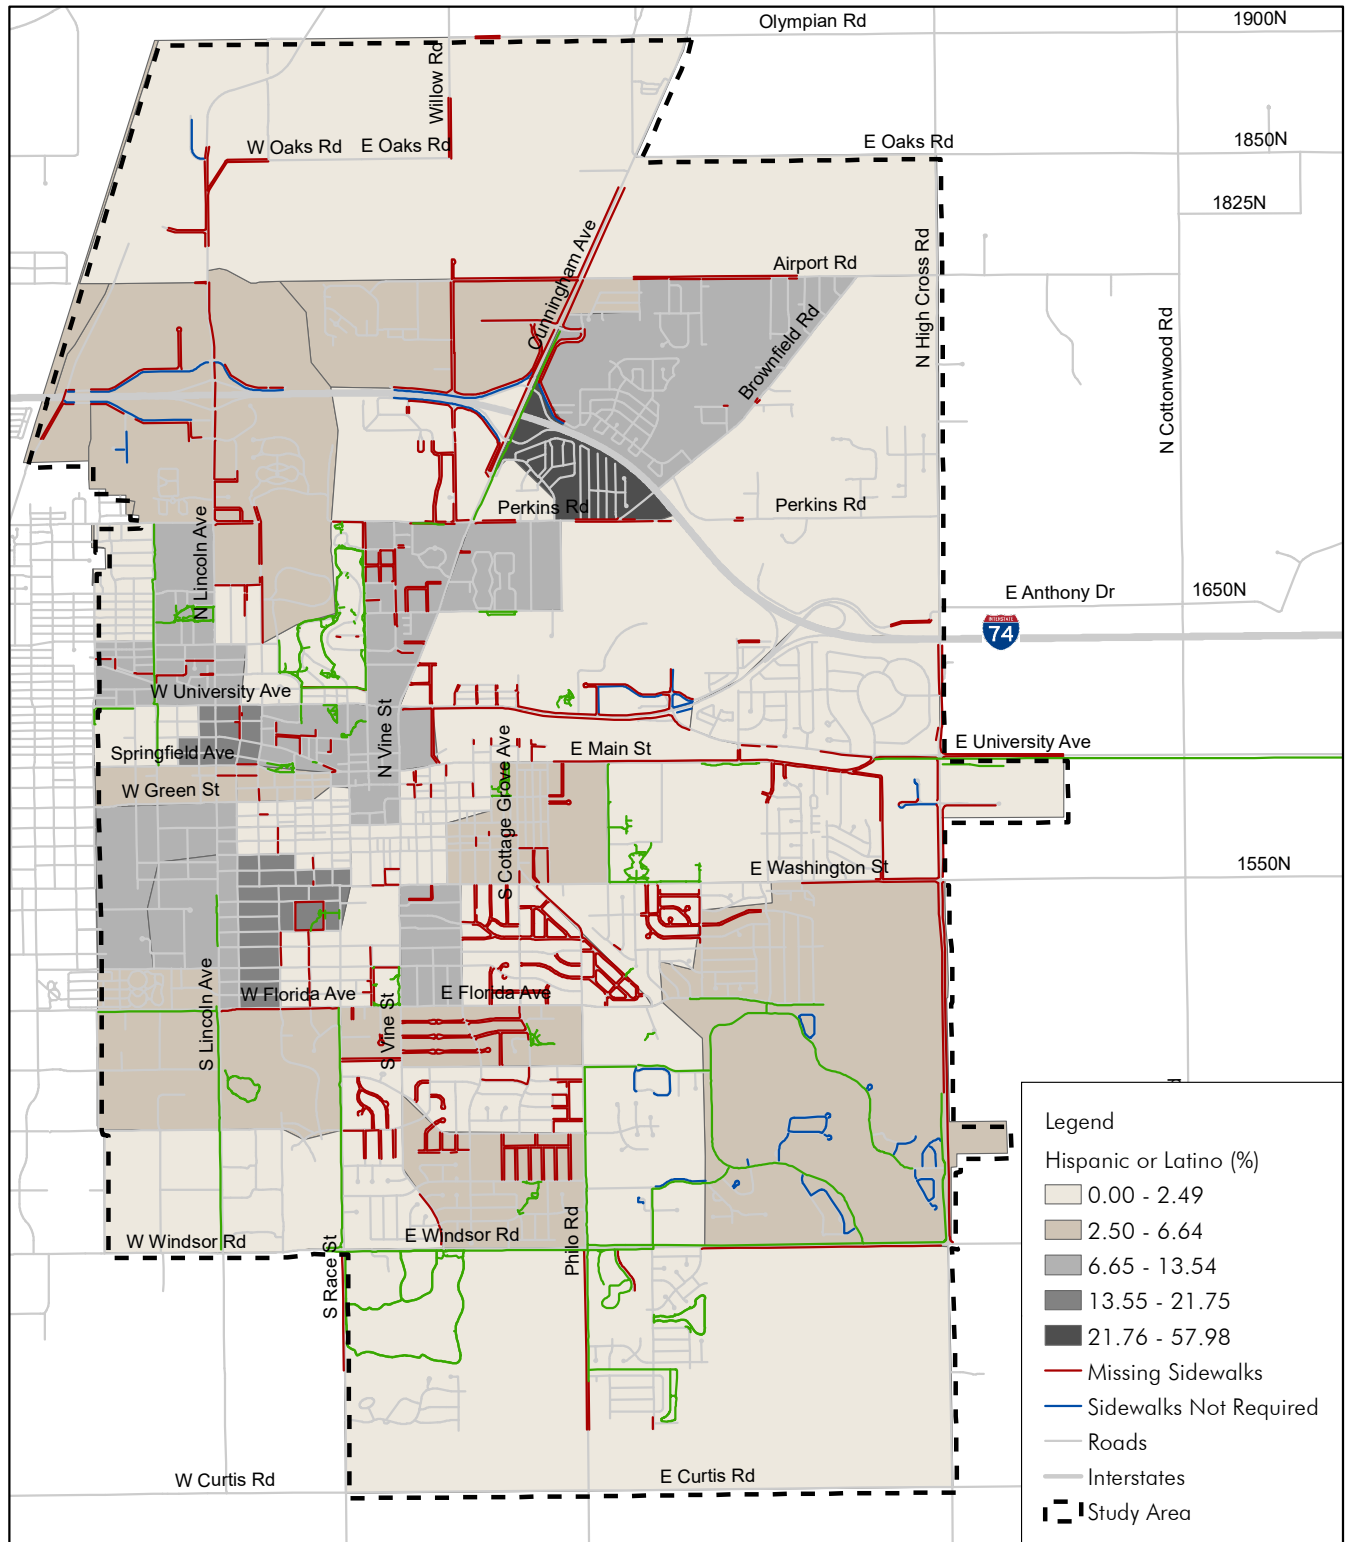 Olympian Rd
1900N
Willow Rd
W Oaks Rd
E Oaks Rd
E Oaks Rd
1850N
1825N
Cunningham Ave
Airport Rd
N High Cross Rd
Brownfield Rd
N Cottonwood Rd
Perkins Rd
Perkins Rd
N Lincoln Ave
E Anthony Dr
1650N
INTERSTATE
74
W University Ave
N Vine St
Springfield Ave
S Cottage Grove Ave
E Main St
E University Ave
W Green St
E Washington St
1550N
W Florida Ave
E Florida Ave
S Lincoln Ave
S Vine St
W Windsor Rd
E Windsor Rd
S Race St
Philo Rd
W Curtis Rd
E Curtis Rd
Legend
Hispanic or Latino (%)
0.00 - 2.49
2.50 - 6.64
6.65 - 13.54
13.55 - 21.75
21.76 - 57.98
Missing Sidewalks
Sidewalks Not Required
Roads
Interstates
Study Area